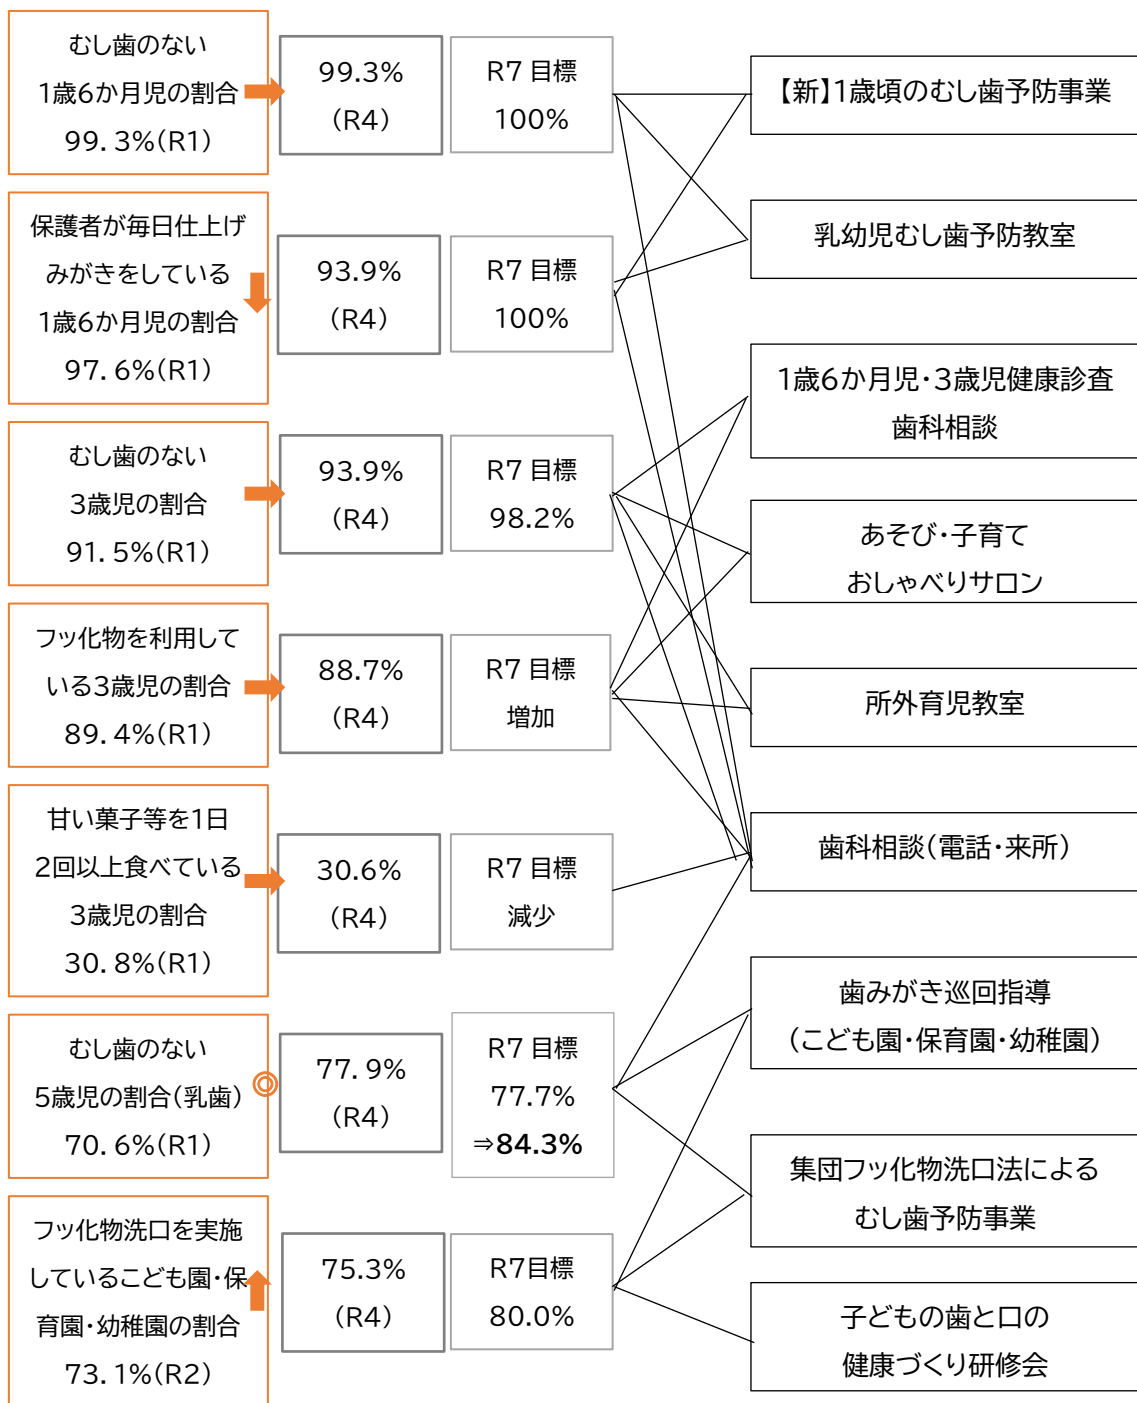 むし歯のない
1歳6か月児の割合
99.3%(R1)
99.3%
(R4)
R7 目標
100%
保護者が毎日仕上げ
みがきをしている
1歳6か月児の割合
97.6%(R1)
93.9%
(R4)
R7 目標
100%
むし歯のない
3歳児の割合
91.5%(R1)
93.9%
(R4)
R7 目標
98.2%
フッ化物を利用して
いる3歳児の割合
89.4%(R1)
88.7%
(R4)
R7 目標
増加
甘い菓子等を1日
2回以上食べている
3歳児の割合
30.8%(R1)
30.6%
(R4)
R7 目標
減少
むし歯のない
5歳児の割合(乳歯)
70.6%(R1)
◎
77.9%
(R4)
R7 目標
77.7%
⇒84.3%
フッ化物洗口を実施
しているこども園・保
育園・幼稚園の割合
73.1%(R2)
75.3%
(R4)
R7目標
80.0%
【新】1歳頃のむし歯予防事業
乳幼児むし歯予防教室
1歳6か月児・3歳児健康診査
歯科相談
あそび・子育て
おしゃべりサロン
所外育児教室
歯科相談(電話・来所)
歯みがき巡回指導
(こども園・保育園・幼稚園)
集団フッ化物洗口法による
むし歯予防事業
子どもの歯と口の
健康づくり研修会